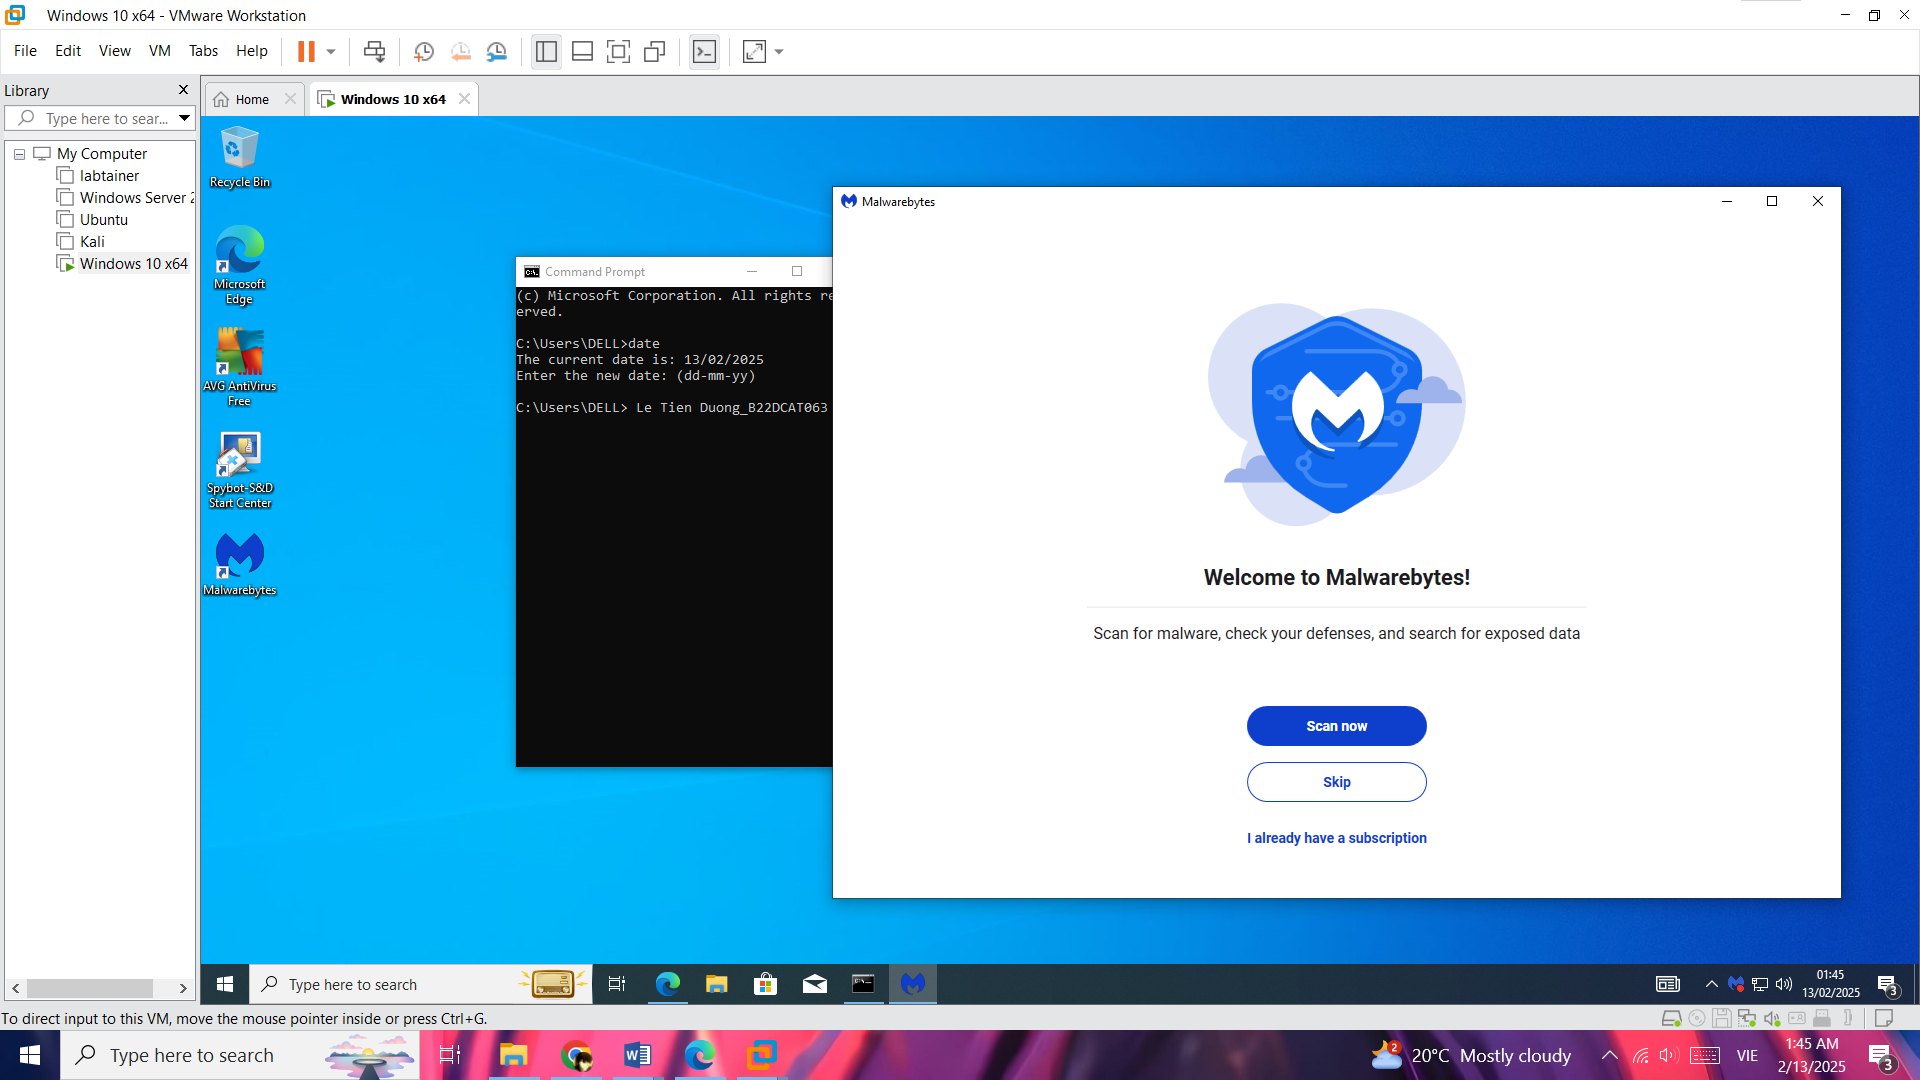 Windows 10 x64 - VMware Workstation
File Edit View VM Tabs Help
Library
Type here to sear...
My Computer
labtainer
Windows Server 2
Ubuntu
Kali
Windows 10 x64
Home
Windows 10 x64
Recycle Bin
Microsoft
Edge
AVG AntiVirus
Free
Spybot-S&D
Start Center
Malwarebytes
Command Prompt
(c) Microsoft Corporation. All rights re
erved.
C:\Users\DELL>date
The current date is: 13/02/2025
Enter the new date: (dd-mm-yy)
C:\Users\DELL> Le Tien Duong_B22DCAT063
Malwarebytes
Welcome to Malwarebytes!
Scan for malware, check your defenses, and search for exposed data
Scan now
Skip
I already have a subscription
Type here to search
01:45
13/02/2025
3
To direct input to this VM, move the mouse pointer inside or press Ctrl+G.
Type here to search
2
20°C Mostly cloudy
VIE
1:45 AM
2/13/2025
3